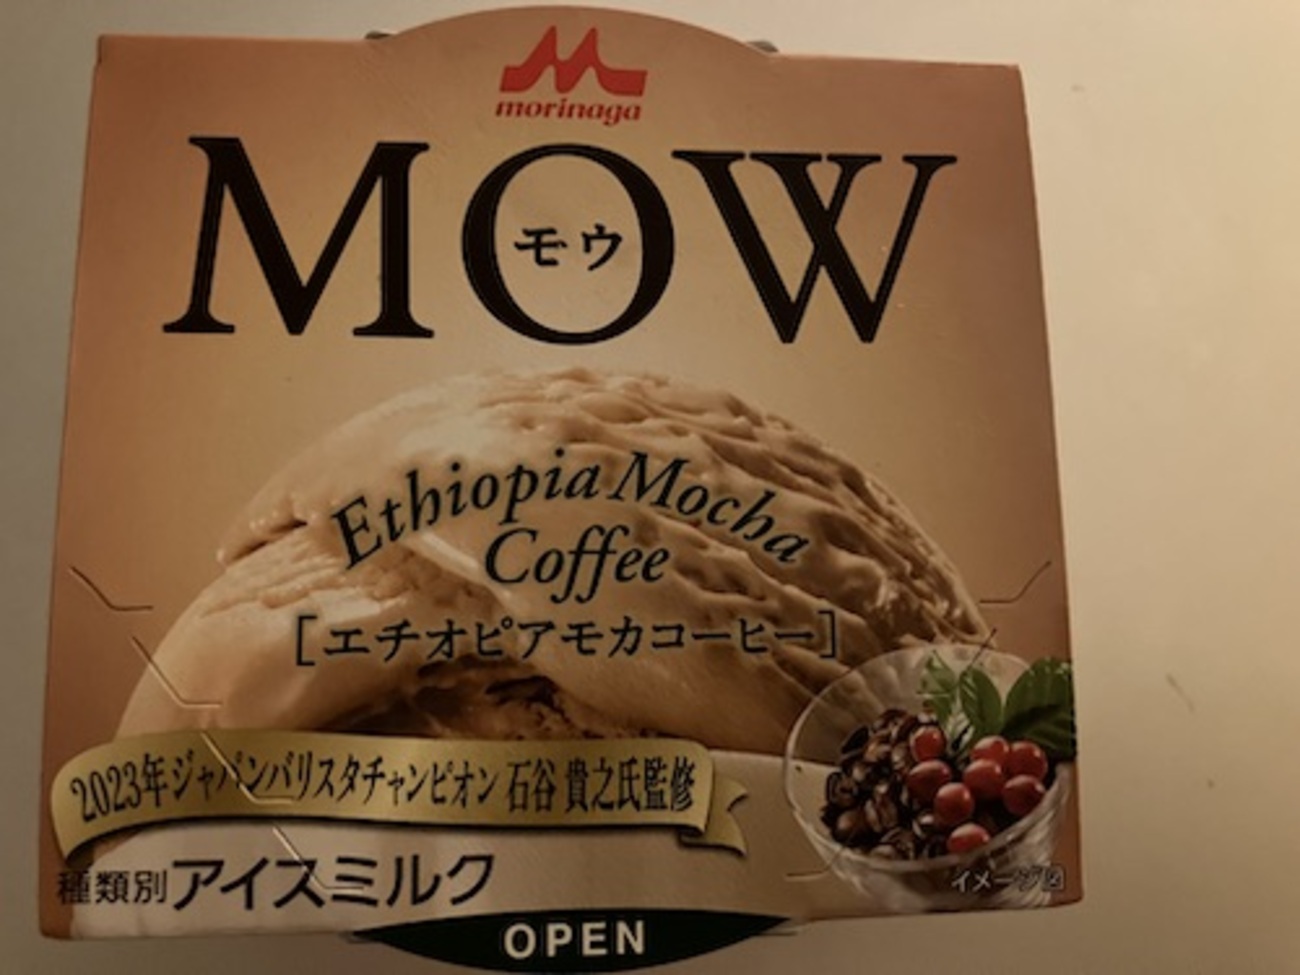 morinaga
MOW
モウ
Ethiopia Mocha
Coffee
[エチオピアモカコーヒー]
2023年ジャパンバリスタチャンピオン 石谷 貴之氏監修
種類別アイスミルク
イメージ図
OPEN